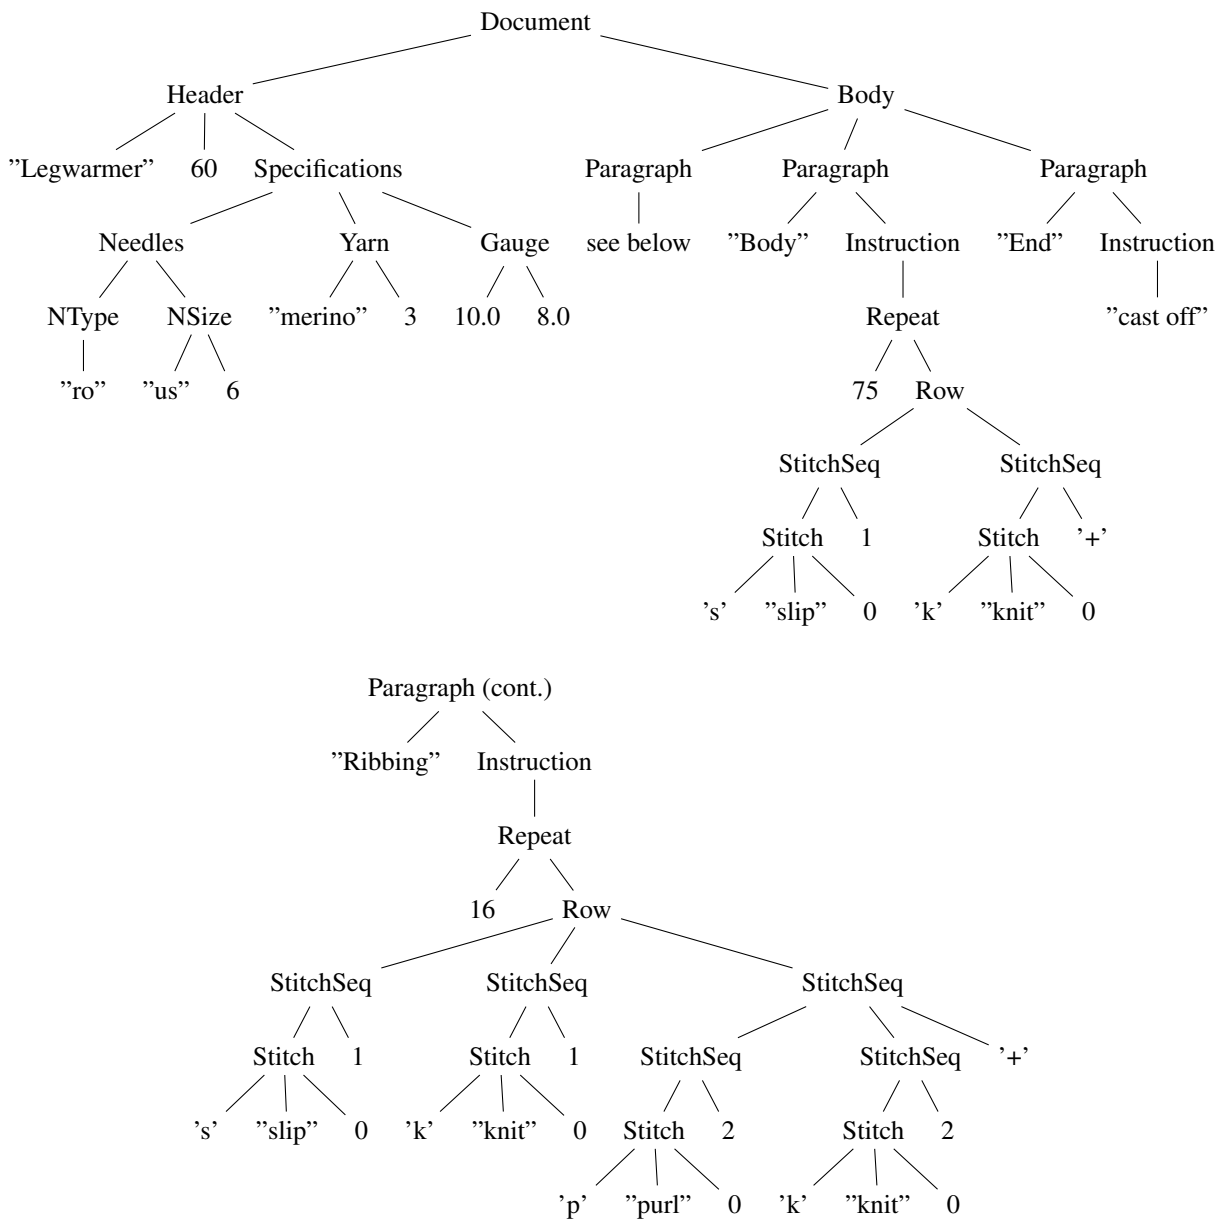 Document
Header Body
”Legwarmer” 60 Specifications Paragraph Paragraph Paragraph
Needles Yarn Gauge see below ”Body” Instruction ”End” Instruction
NType NSize ”merino” 3 10.0 8.0 Repeat ”cast off”
”ro” ”us” 6 75 Row
StitchSeq StitchSeq
Stitch 1 Stitch ’+’
’s’ ”slip” 0 ’k’ ”knit” 0
Paragraph (cont.)
”Ribbing” Instruction
Repeat
16 Row
StitchSeq StitchSeq StitchSeq
Stitch 1 Stitch 1 StitchSeq StitchSeq ’+’
’s’ ”slip” 0 ’k’ ”knit” 0 Stitch 2 Stitch 2
’p’ ”purl” 0 ’k’ ”knit” 0